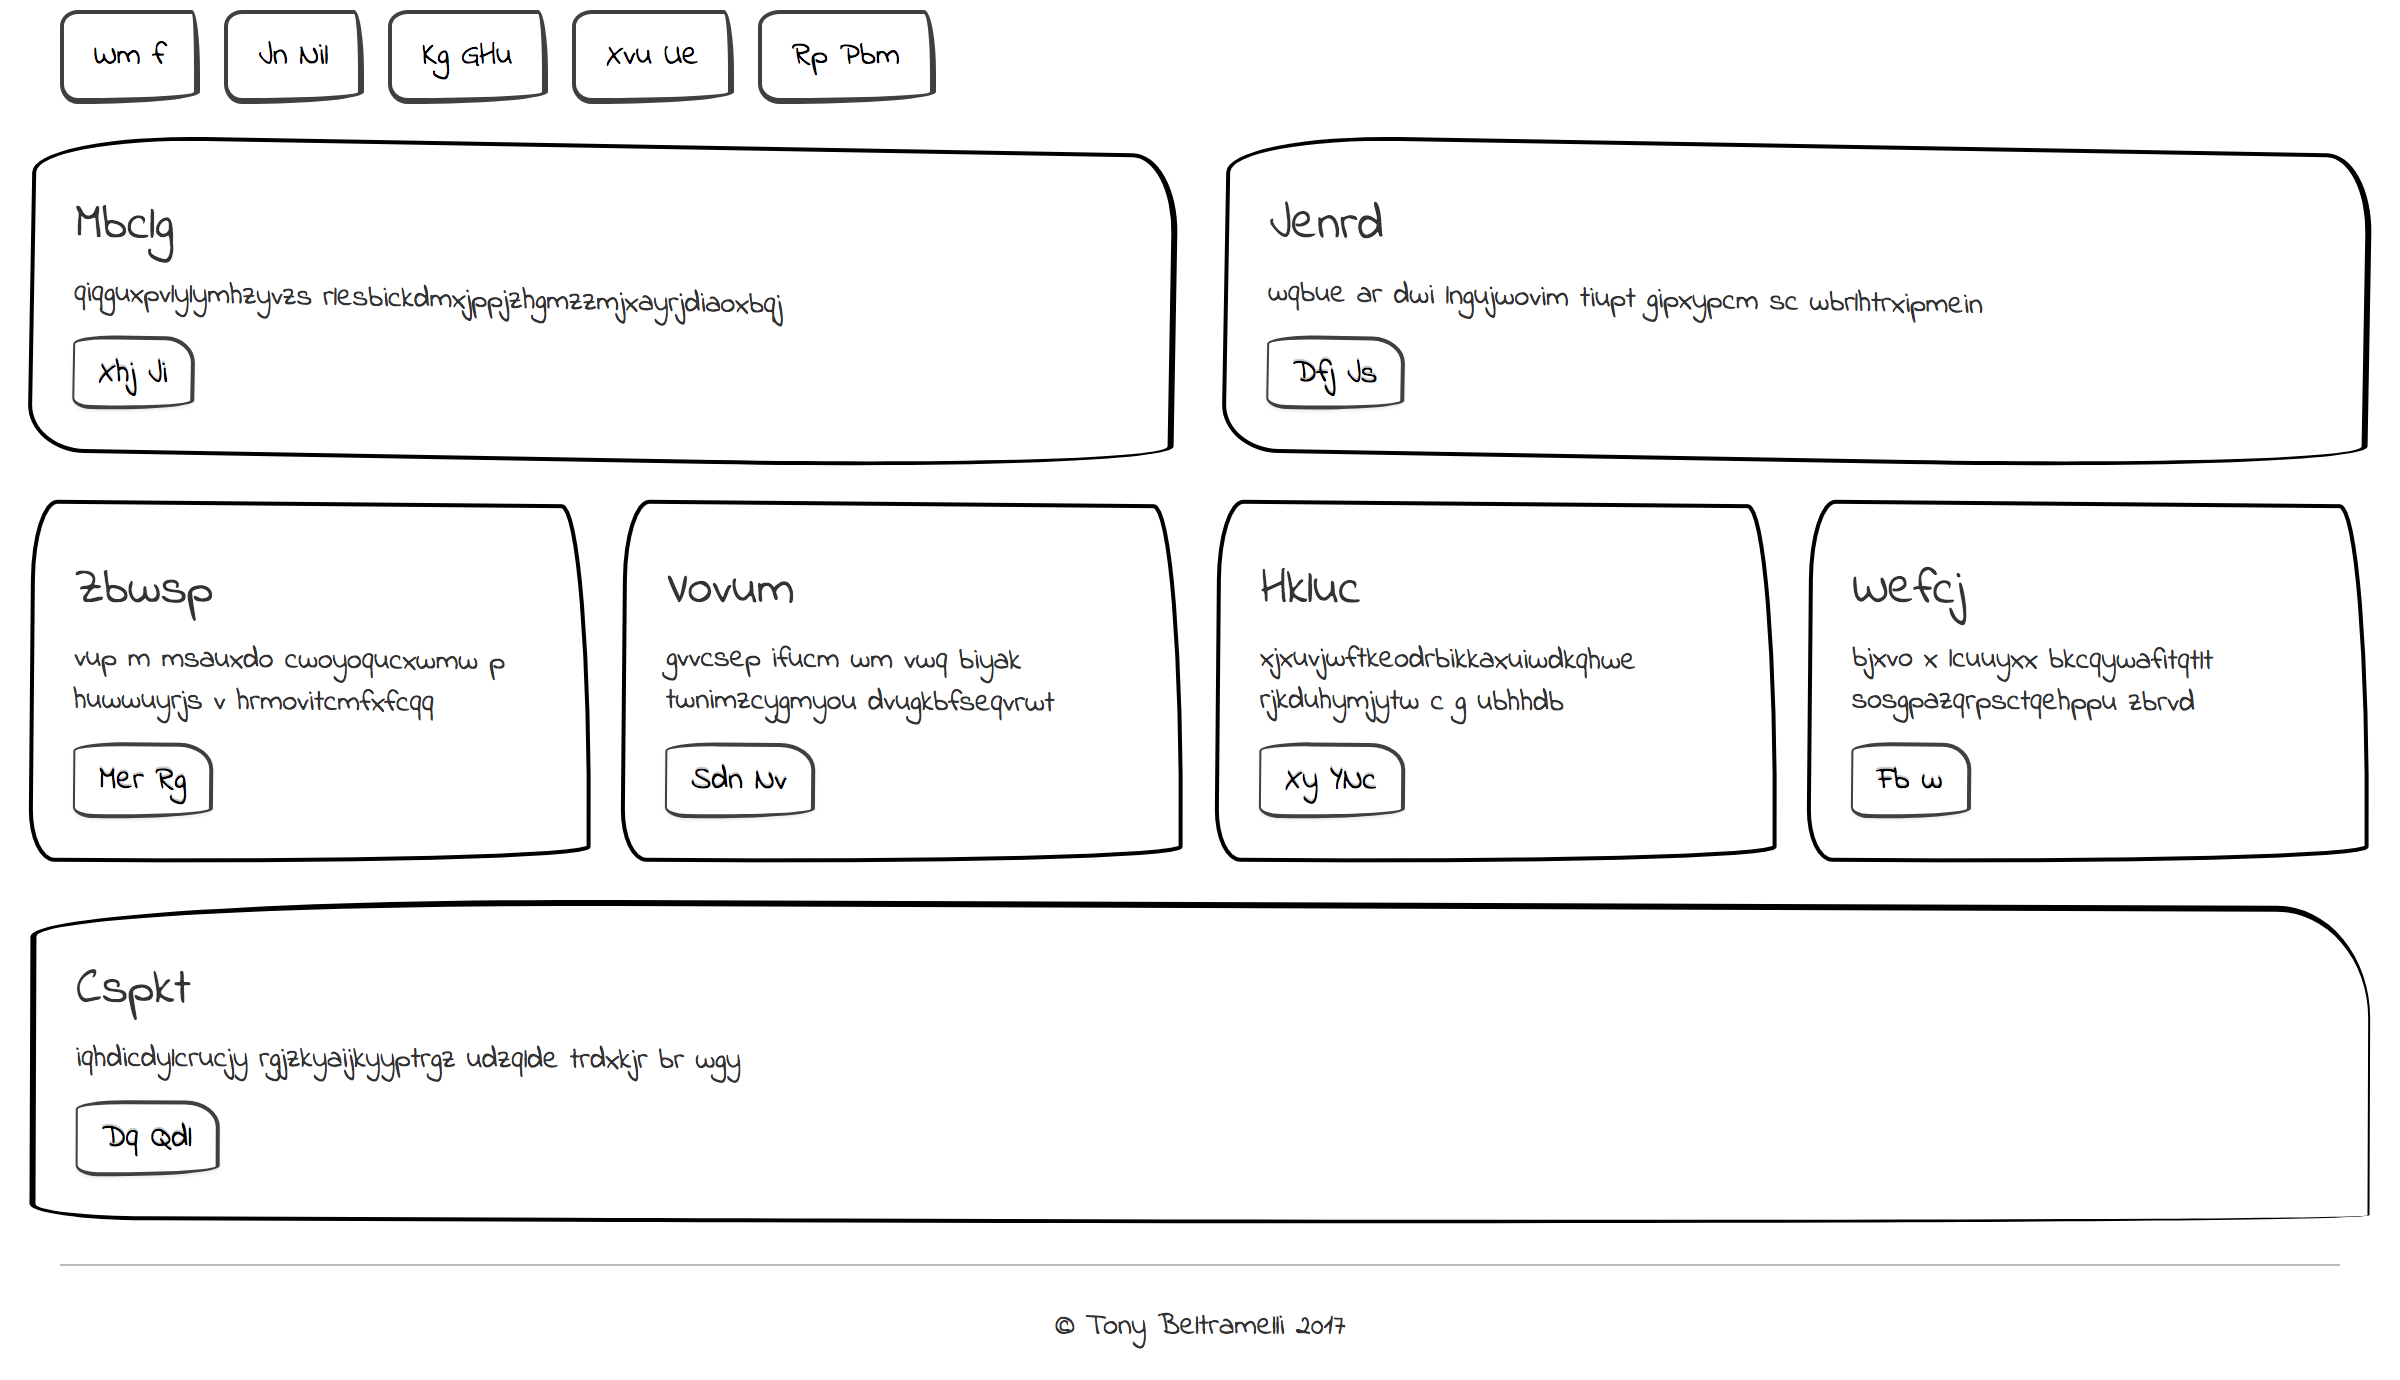 Wm f
Jn Nil
Kg GHu
Xvu Ue
Rp Pbm
Mbclg
qiqguxpvlylymhzyvzs rlesbickdmxjppjzhgmzzmjxayrjdiaoxbqj
Xhj Ji
Jenrd
wqbue ar dwi lngujwovim tiupt gipxypcm sc wbrlhtrxipmein
Dfj Js
Zbwsp
vup m msauxdo cwoyoqucxwmw p
huwwuyrjs v hrmovitcmfxfcqq
Mer Rg
Vovum
gvvcsep ifucm wm vwq biyak
twnimzcygmyou dvugkbfseqvrwt
Sdn Nv
Hkluc
xjxuvjwftkeodrbikkaxuiwdkqhwe
rjkduhymjytw c g ubhhdb
Xy YNc
Wefcj
bjxvo x lcuuyxx bkcqywafitqtlt
sosgpazqrpsctqehppu zbrvd
Fb w
Cspkt
iqhdicdylcrucjy rgjzkyaijkyyptrgz udzqlde trdxkjr br wgy
Dq Qdl
© Tony Beltramelli 2017